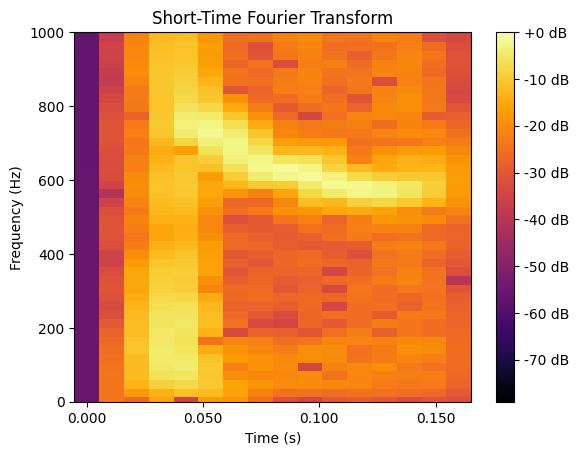 Short-Time Fourier Transform
1000
800
600
400
200
0
Frequency (Hz)
0.000
0.050
0.100
0.150
Time (s)
+0 dB
-10 dB
-20 dB
-30 dB
-40 dB
-50 dB
-60 dB
-70 dB